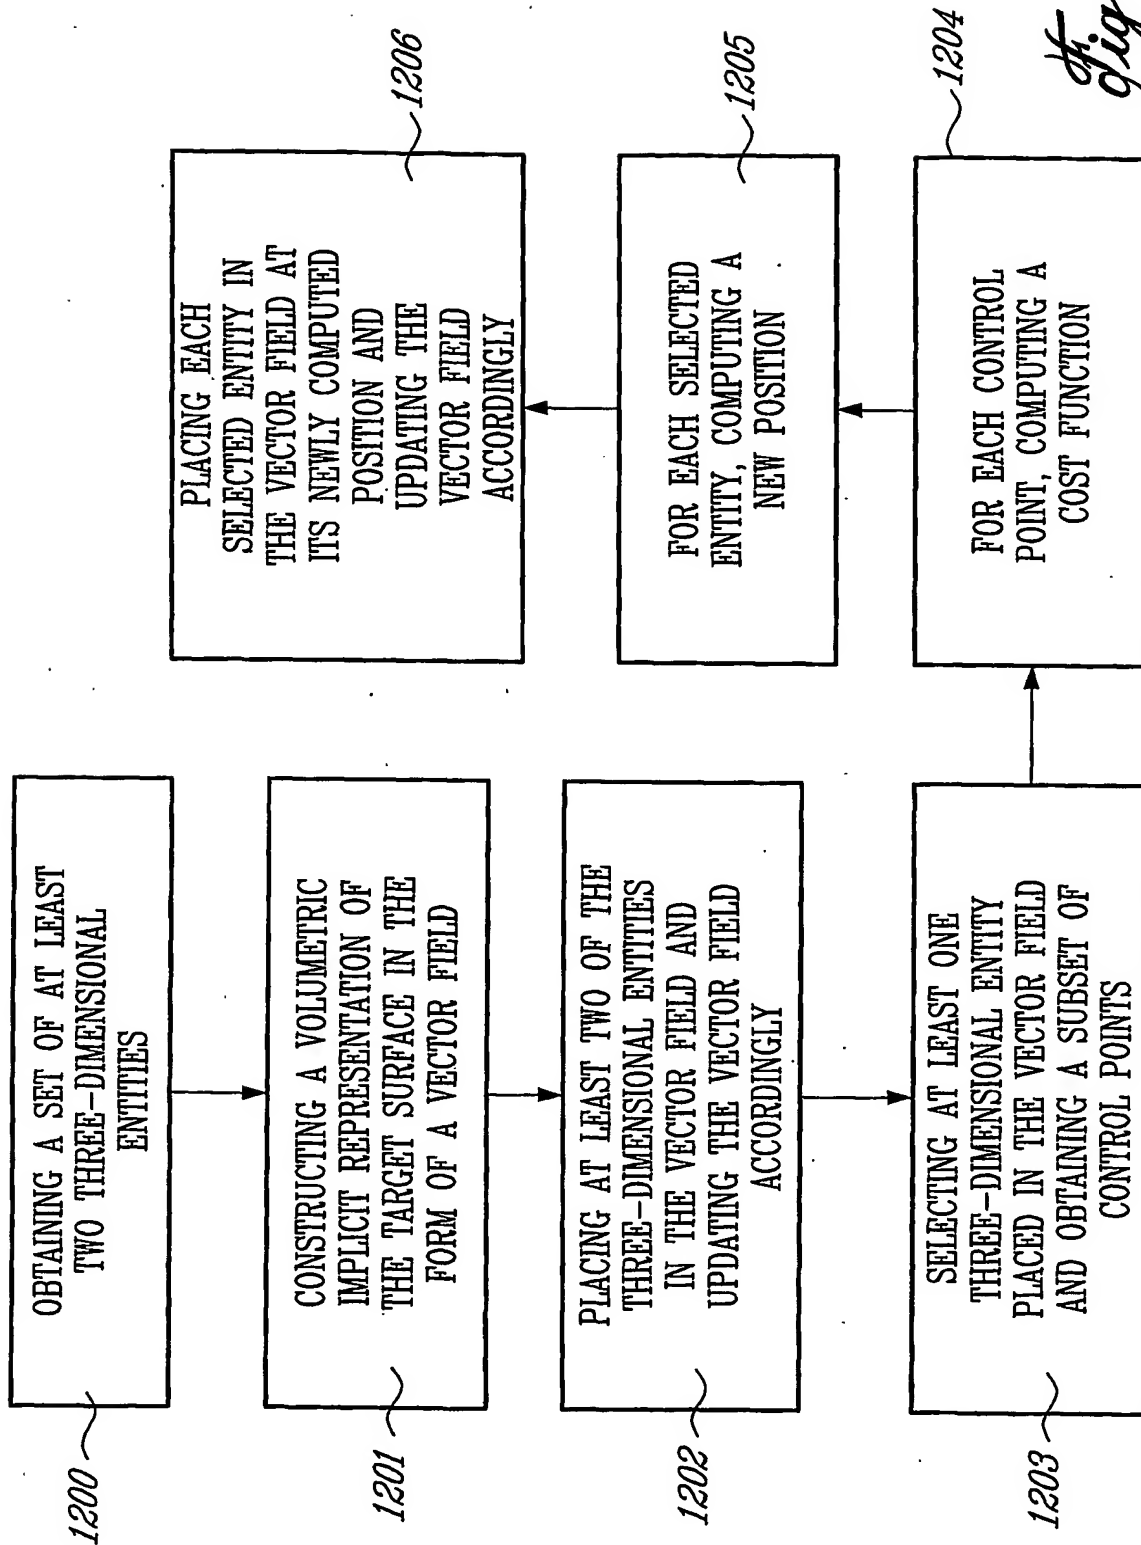 1200
OBTAINING A SET OF AT LEAST
TWO THREE-DIMENSIONAL
ENTITIES
1201
CONSTRUCTING A VOLUMETRIC
IMPLICIT REPRESENTATION OF
THE TARGET SURFACE IN THE
FORM OF A VECTOR FIELD
1202
PLACING AT LEAST TWO OF THE
THREE-DIMENSIONAL ENTITIES
IN THE VECTOR FIELD AND
UPDATING THE VECTOR FIELD
ACCORDINGLY
1203
SELECTING AT LEAST ONE
THREE-DIMENSIONAL ENTITY
PLACED IN THE VECTOR FIELD
AND OBTAINING A SUBSET OF
CONTROL POINTS
1204
FOR EACH CONTROL
POINT, COMPUTING A
COST FUNCTION
1205
FOR EACH SELECTED
ENTITY, COMPUTING A
NEW POSITION
1206
PLACING EACH
SELECTED ENTITY IN
THE VECTOR FIELD AT
ITS NEWLY COMPUTED
POSITION AND
UPDATING THE
VECTOR FIELD
ACCORDINGLY
Fig